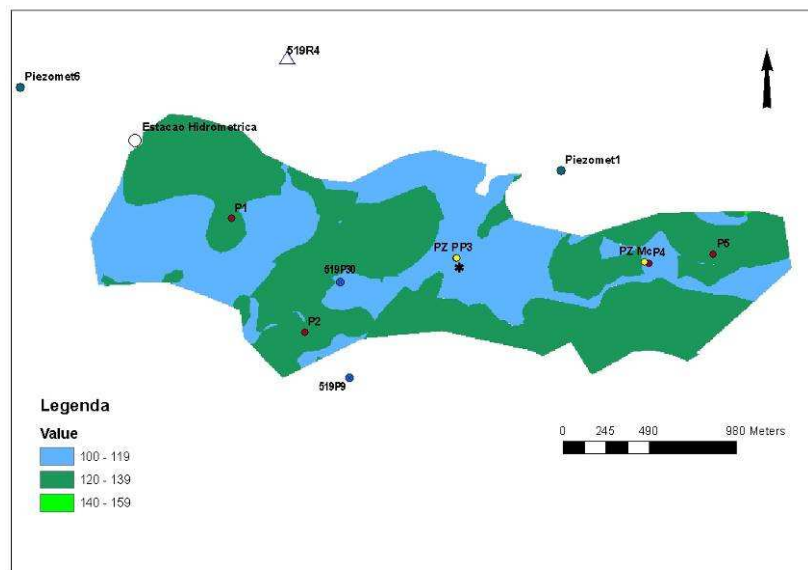 519R4
Piezomet6
Estacao Hidrometrica
Piezomet1
P1
PZ PP3
PZ McP4
P5
519P30
P2
519P9
Legenda
Value
100 - 119
120 - 139
140 - 159
0 245 490 980 Meters